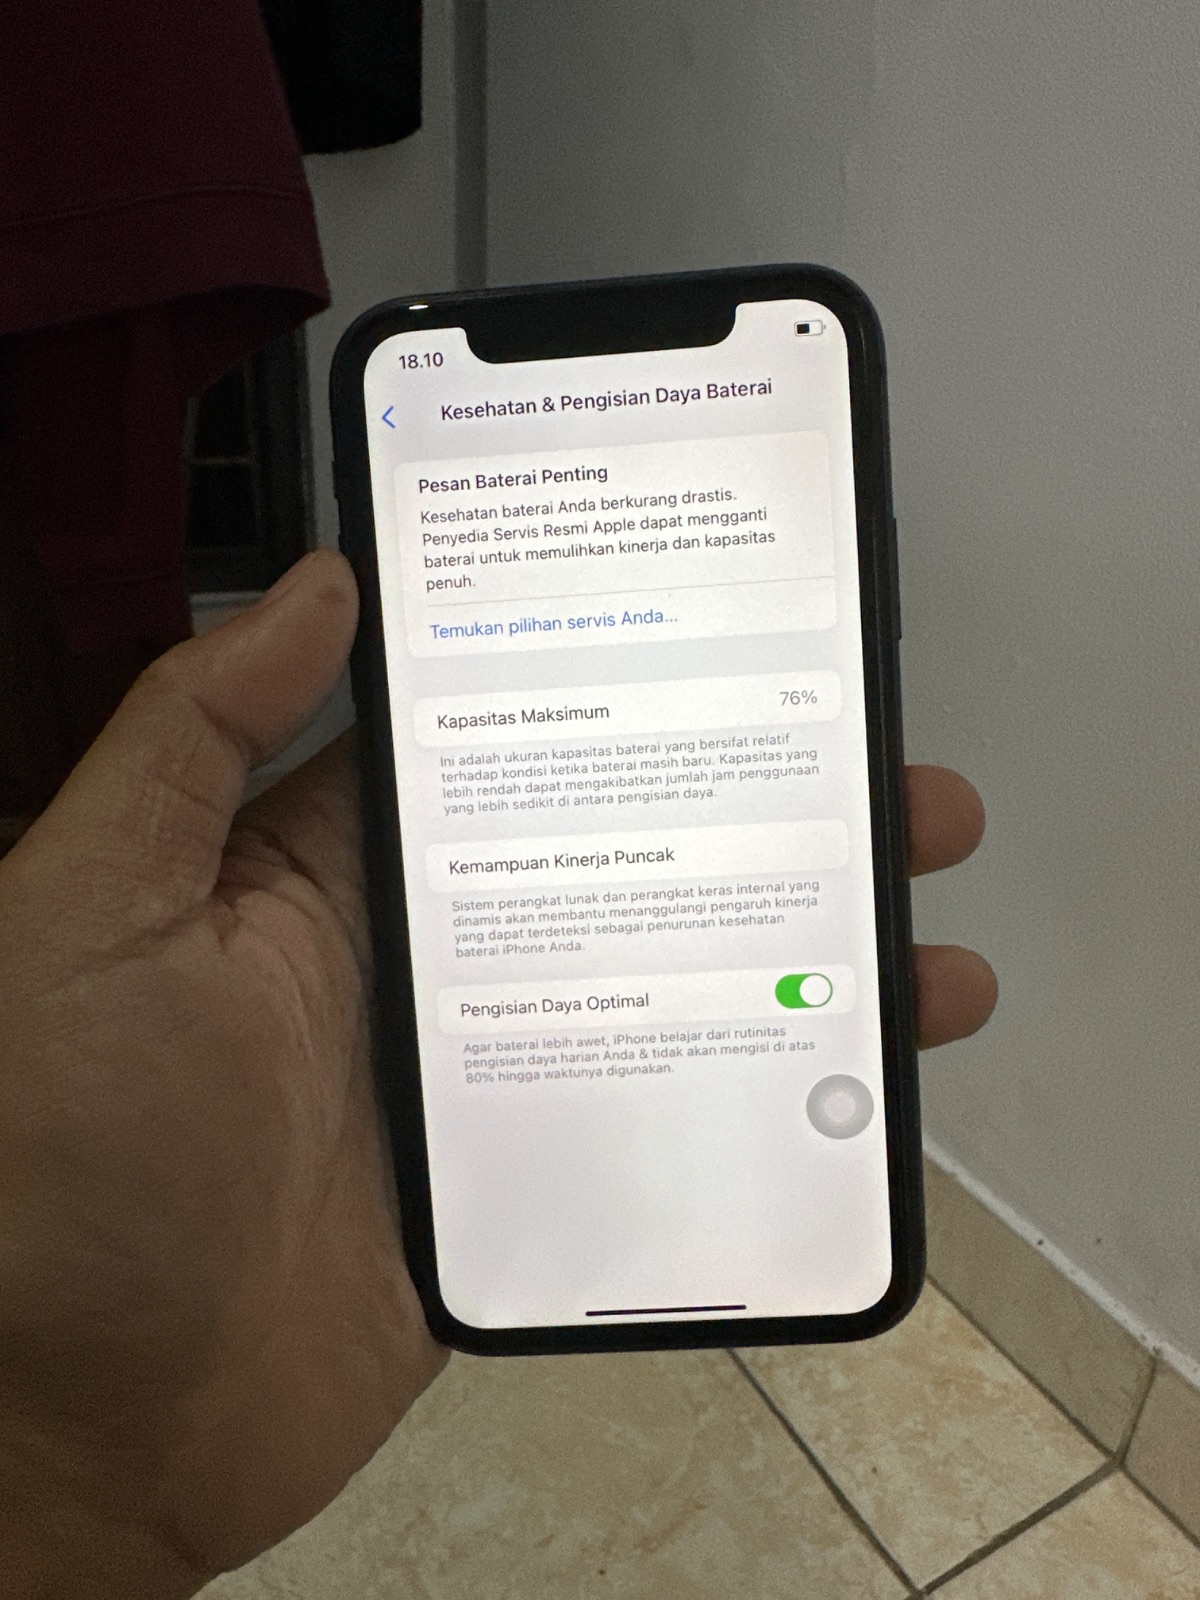 18.10
Kesehatan & Pengisian Daya Baterai
Pesan Baterai Penting
Kesehatan baterai Anda berkurang drastis.
Penyedia Servis Resmi Apple dapat mengganti
baterai untuk memulihkan kinerja dan kapasitas
penuh.
Temukan pilihan servis Anda...
Kapasitas Maksimum 76%
Ini adalah ukuran kapasitas baterai yang bersifat relatif
terhadap kondisi ketika baterai masih baru. Kapasitas yang
lebih rendah dapat mengakibatkan jumlah jam penggunaan
yang lebih sedikit di antara pengisian daya.
Kemampuan Kinerja Puncak
Sistem perangkat lunak dan perangkat keras internal yang
dinamis akan membantu menanggulangi pengaruh kinerja
yang dapat terdeteksi sebagai penurunan kesehatan
baterai iPhone Anda.
Pengisian Daya Optimal
Agar baterai lebih awet, iPhone belajar dari rutinitas
pengisian daya harian Anda & tidak akan mengisi di atas
80% hingga waktunya digunakan.